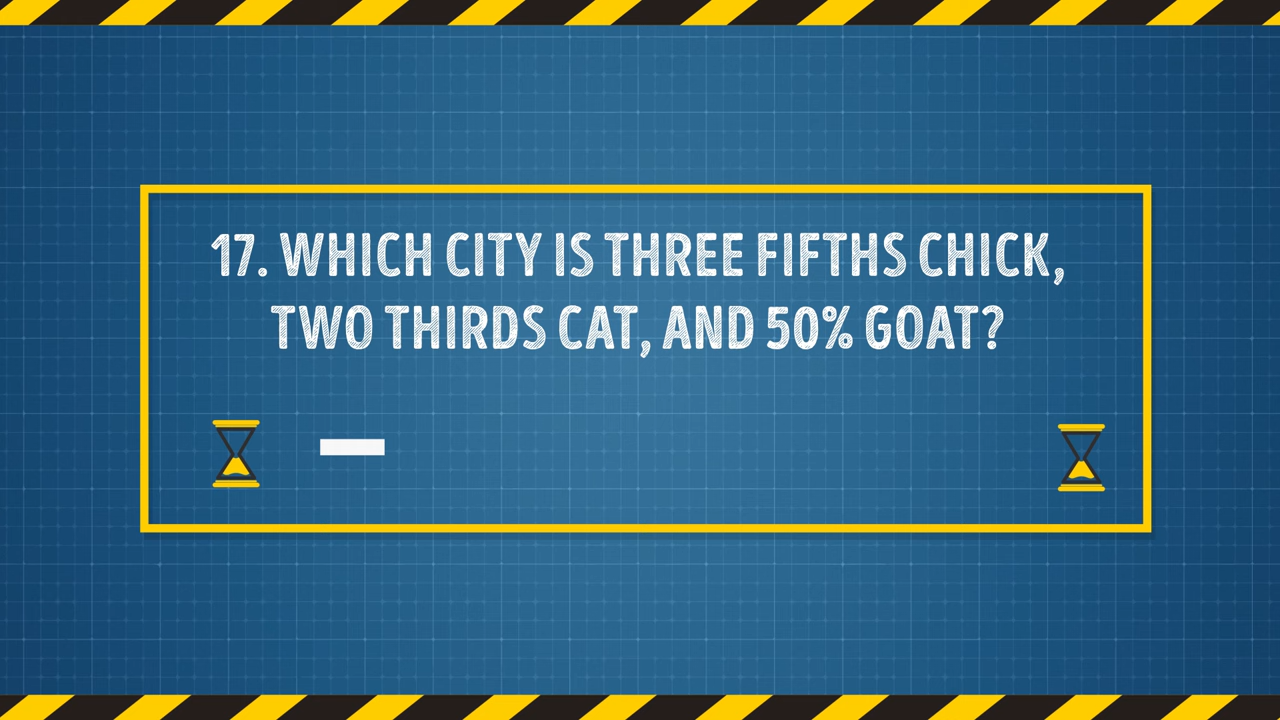 17. WHICH CITY IS THREE FIFTHS CHICK,
TWO THIRDS CAT, AND 50% GOAT?